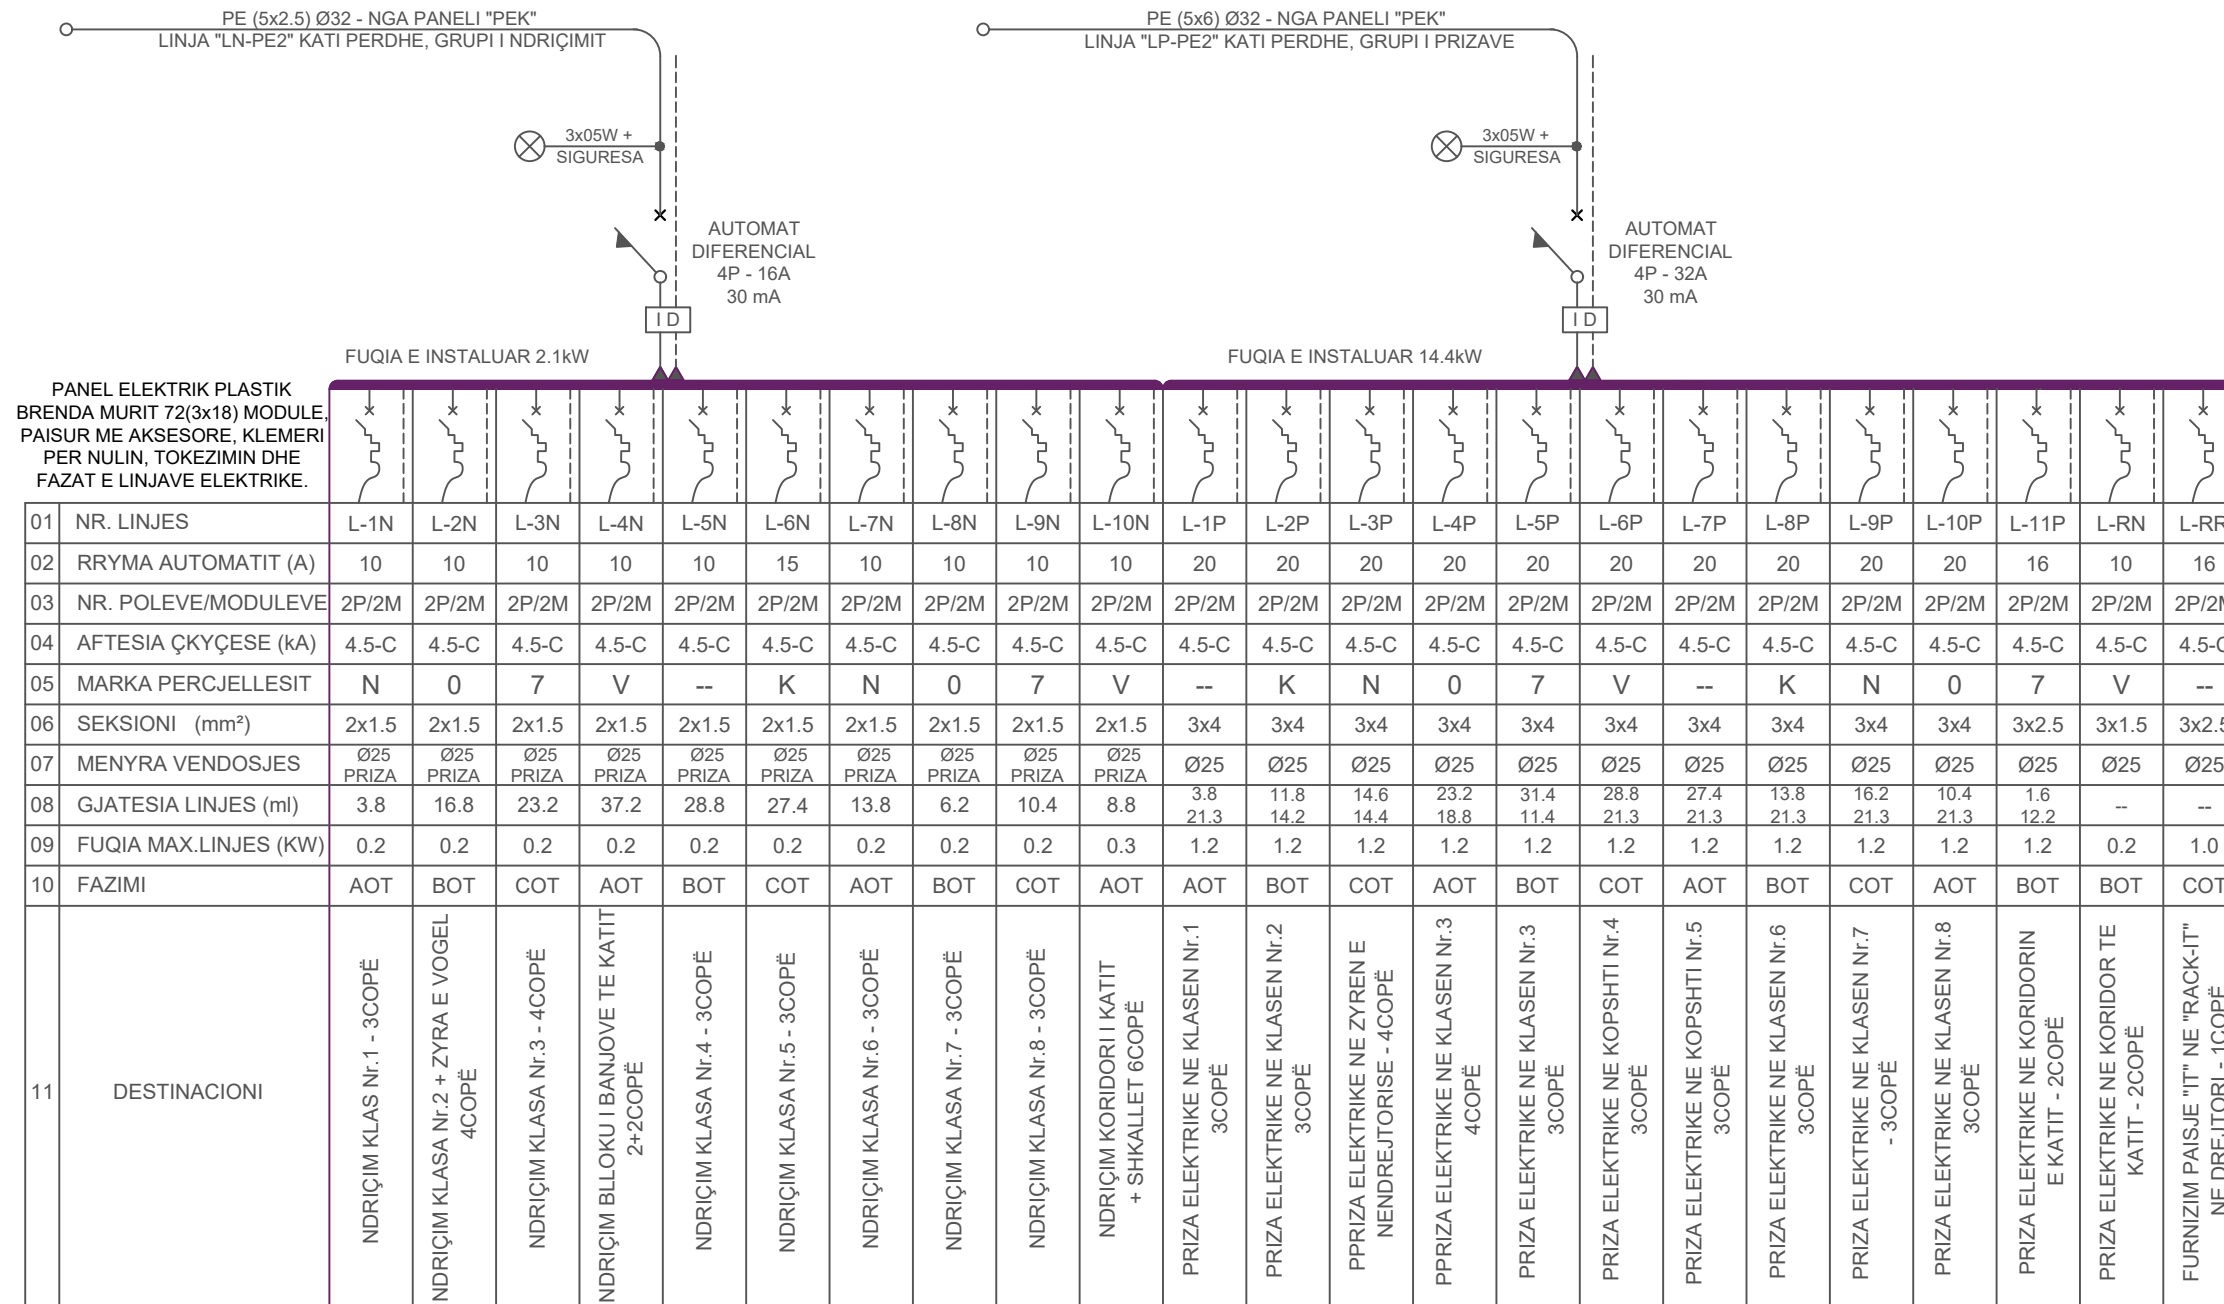 PE (5x2.5) Ø32 - NGA PANELI "PEK"
LINJA "LN-PE2" KATI PERDHE, GRUPI I NDRIÇIMIT
PE (5x6) Ø32 - NGA PANELI "PEK"
LINJA "LP-PE2" KATI PERDHE, GRUPI I PRIZAVE
3x05W +
SIGURESA
3x05W +
SIGURESA
AUTOMAT
DIFERENCIAL
4P - 16A
30 mA
AUTOMAT
DIFERENCIAL
4P - 32A
30 mA
I D
I D
FUQIA E INSTALUAR 2.1kW
FUQIA E INSTALUAR 14.4kW
PANEL ELEKTRIK PLASTIK
BRENDA MURIT 72(3x18) MODULE,
PAISUR ME AKSESORE, KLEMERI
PER NULIN, TOKEZIMIN DHE
FAZAT E LINJAVE ELEKTRIKE.
01 NR. LINJES L-1N L-2N L-3N L-4N L-5N L-6N L-7N L-8N L-9N L-10N L-1P L-2P L-3P L-4P L-5P L-6P L-7P L-8P L-9P L-10P L-11P L-RN L-RR
02 RRYMA AUTOMATIT (A) 10 10 10 10 10 15 10 10 10 10 20 20 20 20 20 20 20 20 20 20 16 10 16
03 NR. POLEVE/MODULEVE 2P/2M 2P/2M 2P/2M 2P/2M 2P/2M 2P/2M 2P/2M 2P/2M 2P/2M 2P/2M 2P/2M 2P/2M 2P/2M 2P/2M 2P/2M 2P/2M 2P/2M 2P/2M 2P/2M 2P/2M 2P/2M 2P/2M 2P/2M
04 AFTESIA ÇKYÇESE (kA) 4.5-C 4.5-C 4.5-C 4.5-C 4.5-C 4.5-C 4.5-C 4.5-C 4.5-C 4.5-C 4.5-C 4.5-C 4.5-C 4.5-C 4.5-C 4.5-C 4.5-C 4.5-C 4.5-C 4.5-C 4.5-C 4.5-C 4.5-C
05 MARKA PERCJELLESIT N 0 7 V -- K N 0 7 V -- K N 0 7 V -- K N 0 7 V --
06 SEKSIONI (mm²) 2x1.5 2x1.5 2x1.5 2x1.5 2x1.5 2x1.5 2x1.5 2x1.5 2x1.5 2x1.5 3x4 3x4 3x4 3x4 3x4 3x4 3x4 3x4 3x4 3x4 3x2.5 3x1.5 3x2.5
07 MENYRA VENDOSJES Ø25 Ø25 Ø25 Ø25 Ø25 Ø25 Ø25 Ø25 Ø25 Ø25 Ø25 Ø25 Ø25 Ø25 Ø25 Ø25 Ø25 Ø25 Ø25 Ø25 Ø25 Ø25 Ø25
PRIZA PRIZA PRIZA PRIZA PRIZA PRIZA PRIZA PRIZA PRIZA PRIZA
08 GJATESIA LINJES (ml) 3.8 16.8 23.2 37.2 28.8 27.4 13.8 6.2 10.4 8.8 3.8 11.8 14.6 23.2 31.4 28.8 27.4 13.8 16.2 10.4 1.6 -- --
21.3 14.2 14.4 18.8 11.4 21.3 21.3 21.3 21.3 21.3 12.2
09 FUQIA MAX.LINJES (KW) 0.2 0.2 0.2 0.2 0.2 0.2 0.2 0.2 0.2 0.3 1.2 1.2 1.2 1.2 1.2 1.2 1.2 1.2 1.2 1.2 1.2 0.2 1.0
10 FAZIMI AOT BOT COT AOT BOT COT AOT BOT COT AOT AOT BOT COT AOT BOT COT AOT BOT COT AOT BOT BOT COT
11 DESTINACIONI
NDRIÇIM KLAS Nr.1 - 3COPË
NDRIÇIM KLASA Nr.2 + ZYRA E VOGEL
4COPË
NDRIÇIM KLASA Nr.3 - 4COPË
NDRIÇIM BLLOKU I BANJOVE TE KATIT
2+2COPË
NDRIÇIM KLASA Nr.4 - 3COPË
NDRIÇIM KLASA Nr.5 - 3COPË
NDRIÇIM KLASA Nr.6 - 3COPË
NDRIÇIM KLASA Nr.7 - 3COPË
NDRIÇIM KLASA Nr.8 - 3COPË
NDRIÇIM KORIDORI I KATIT
+ SHKALLET 6COPË
PRIZA ELEKTRIKE NE KLASEN Nr.1
3COPË
PRIZA ELEKTRIKE NE KLASEN Nr.2
3COPË
PPRIZA ELEKTRIKE NE ZYREN E
NENDREJTORISE - 4COPË
PPRIZA ELEKTRIKE NE KLASEN Nr.3
4COPË
PRIZA ELEKTRIKE NE KLASEN Nr.3
3COPË
PRIZA ELEKTRIKE NE KOPSHTI Nr.4
3COPË
PRIZA ELEKTRIKE NE KOPSHTI Nr.5
3COPË
PRIZA ELEKTRIKE NE KLASEN Nr.6
3COPË
PRIZA ELEKTRIKE NE KLASEN Nr.7
- 3COPË
PRIZA ELEKTRIKE NE KLASEN Nr.8
3COPË
PRIZA ELEKTRIKE NE KORIDORIN
E KATIT - 2COPË
PRIZA ELEKTRIKE NE KORIDOR TE
KATIT - 2COPË
FURNIZIM PAISJE "IT" NE "RACK-IT"
NE DREJTORI - 1COPË